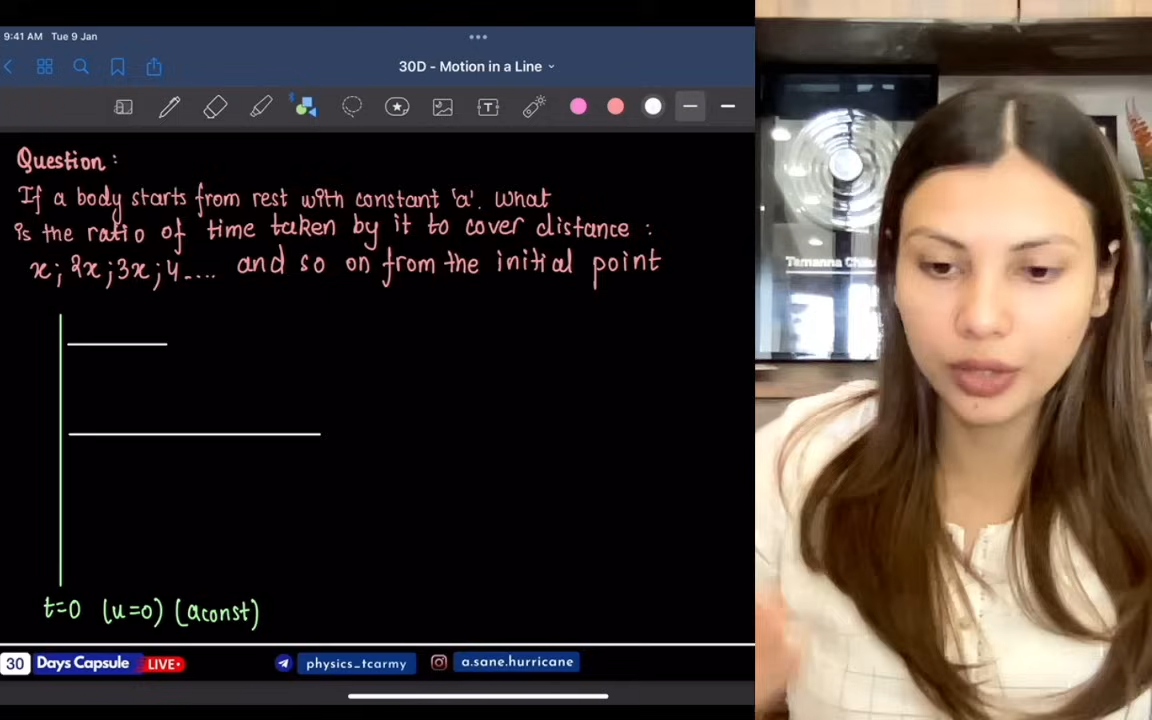 9:41 AM Tue 9 Jan
30D - Motion in a Line
T
Question:
If a body starts from rest with constant 'a'. What
is the ratio of time taken by it to cover distance :
x; 2x; 3x; 4.... and so on from the initial point
Tamanna Chau
t=0 (u=0) (a const)
30 Days Capsule LIVE physics_tcarmy a.sane.hurricane